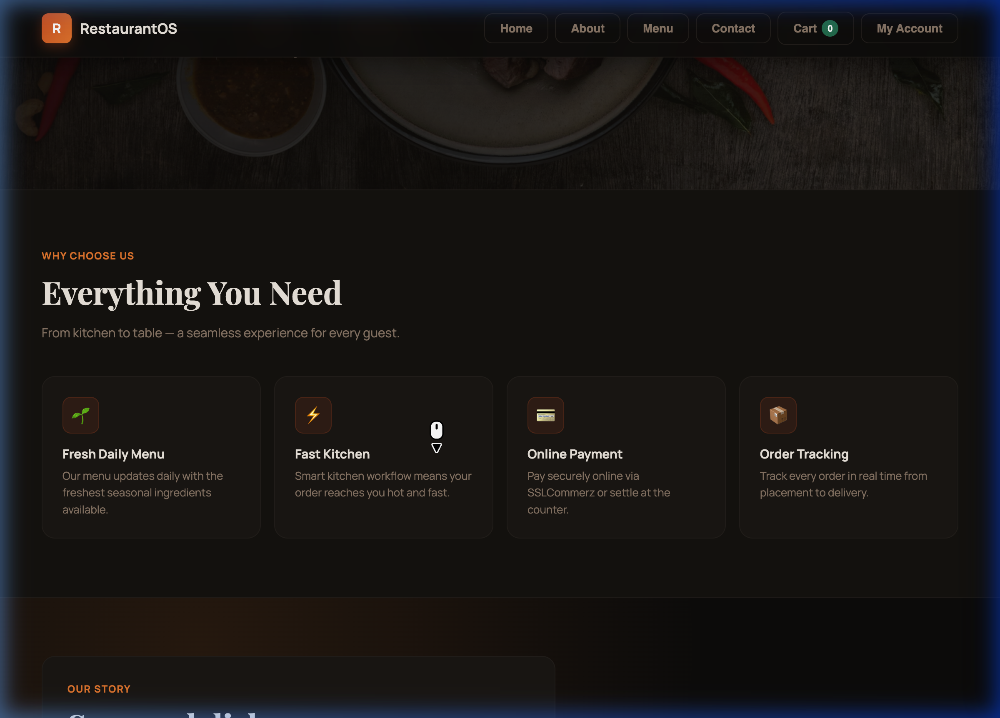 R RestaurantOS
Home About Menu Contact Cart 0 My Account
WHY CHOOSE US
Everything You Need
From kitchen to table — a seamless experience for every guest.
Fresh Daily Menu
Our menu updates daily with the
freshest seasonal ingredients
available.
Fast Kitchen
Smart kitchen workflow means your
order reaches you hot and fast.
Online Payment
Pay securely online via
SSLCommerz or settle at the
counter.
Order Tracking
Track every order in real time from
placement to delivery.
OUR STORY